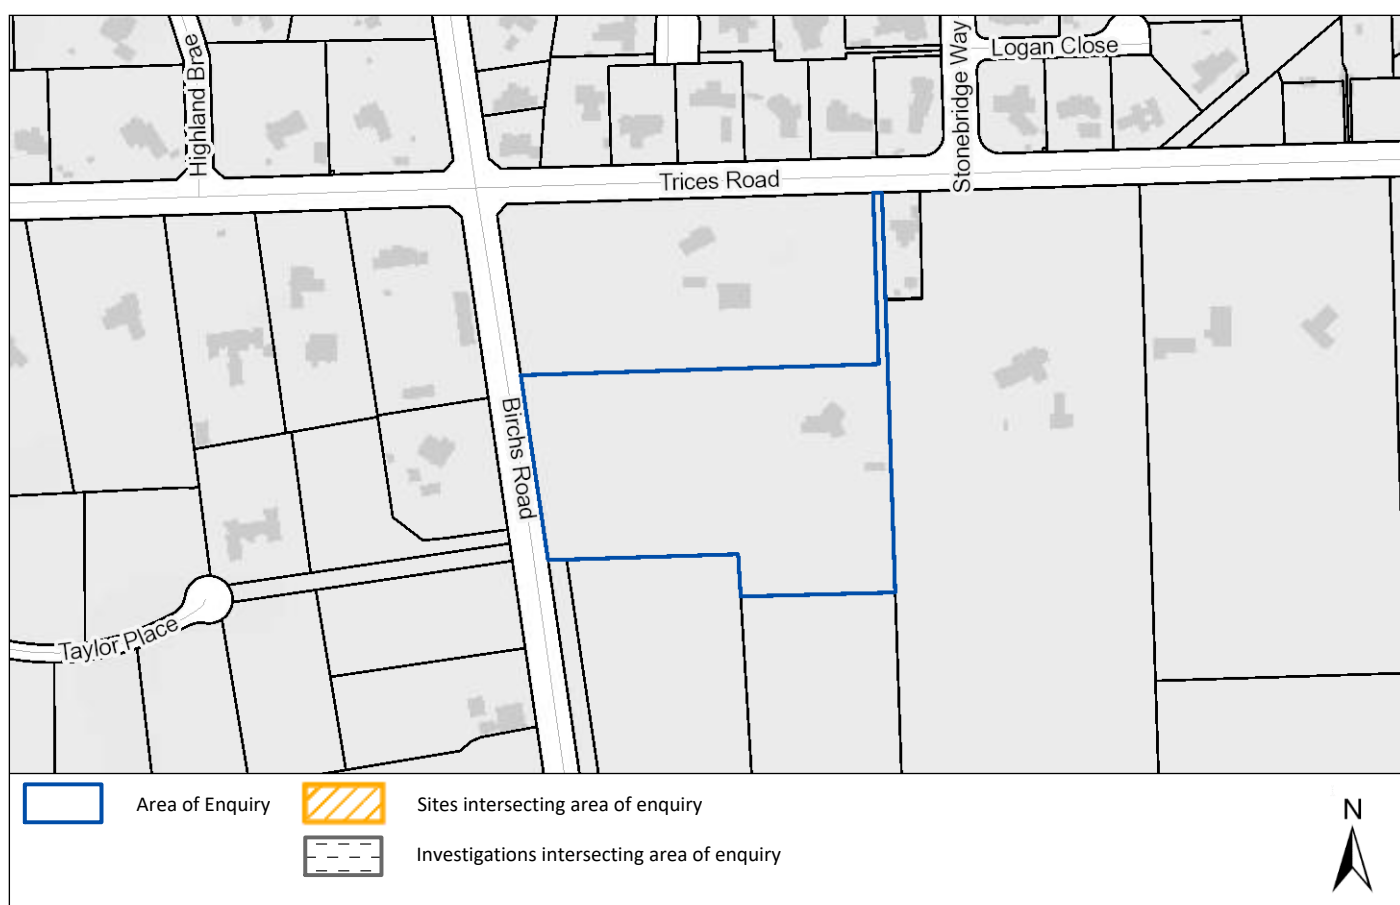 Highland Brae
Stonebridge Way
Logan Close
Trices Road
Birchs Road
Taylor Place
Area of Enquiry
Sites intersecting area of enquiry
Investigations intersecting area of enquiry
N